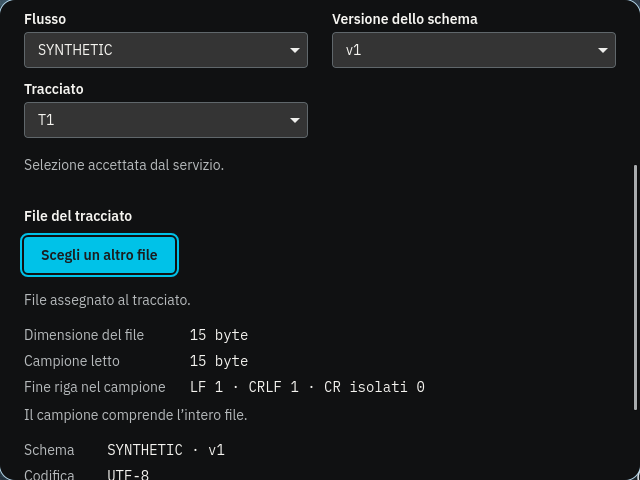 Flusso
Versione dello schema
SYNTHETIC
v1
Tracciato
T1
Selezione accettata dal servizio.
File del tracciato
Scegli un altro file
File assegnato al tracciato.
Dimensione del file 15 byte
Campione letto 15 byte
Fine riga nel campione LF 1 · CRLF 1 · CR isolati 0
Il campione comprende l’intero file.
Schema SYNTHETIC · v1
Codifica UTF-8